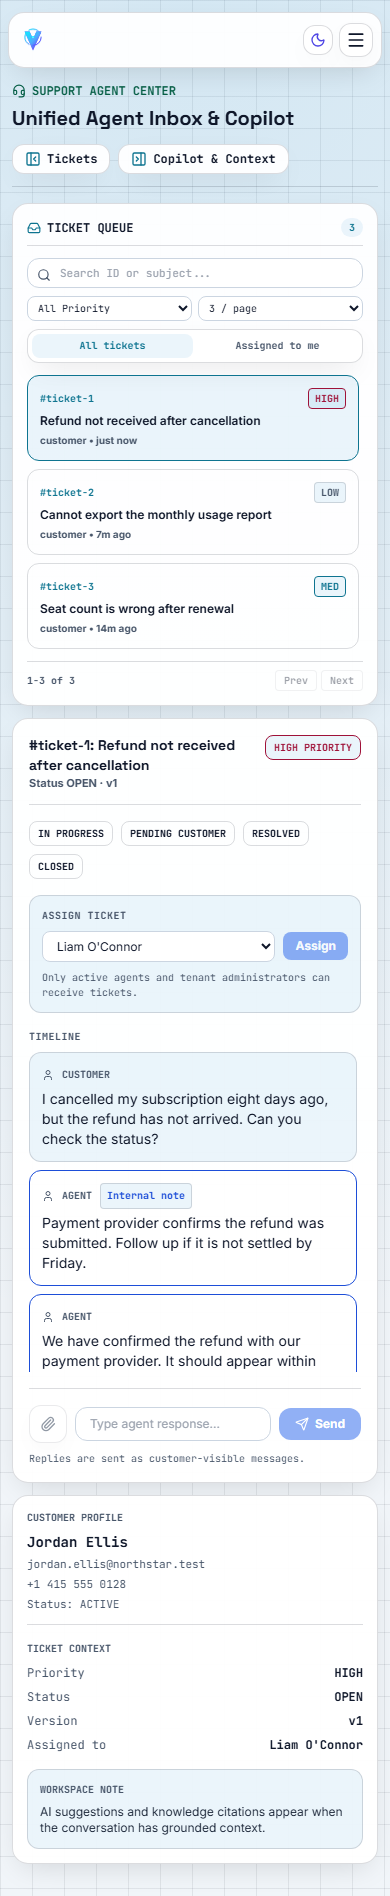 SUPPORT AGENT CENTER
Unified Agent Inbox & Copilot
Tickets
Copilot & Context
TICKET QUEUE
3
Search ID or subject...
All Priority
3 / page
All tickets
Assigned to me
#ticket-1
HIGH
Refund not received after cancellation
customer • just now
#ticket-2
LOW
Cannot export the monthly usage report
customer • 7m ago
#ticket-3
MED
Seat count is wrong after renewal
customer • 14m ago
1-3 of 3
Prev
Next
#ticket-1: Refund not received
after cancellation
HIGH PRIORITY
Status OPEN · v1
IN PROGRESS
PENDING CUSTOMER
RESOLVED
CLOSED
ASSIGN TICKET
Liam O'Connor
Assign
Only active agents and tenant administrators can
receive tickets.
TIMELINE
CUSTOMER
I cancelled my subscription eight days ago,
but the refund has not arrived. Can you
check the status?
AGENT
Internal note
Payment provider confirms the refund was
submitted. Follow up if it is not settled by
Friday.
AGENT
We have confirmed the refund with our
payment provider. It should appear within
Type agent response...
Send
Replies are sent as customer-visible messages.
CUSTOMER PROFILE
Jordan Ellis
jordan.ellis@northstar.test
+1 415 555 0128
Status: ACTIVE
TICKET CONTEXT
Priority
HIGH
Status
OPEN
Version
v1
Assigned to
Liam O'Connor
WORKSPACE NOTE
AI suggestions and knowledge citations appear when
the conversation has grounded context.